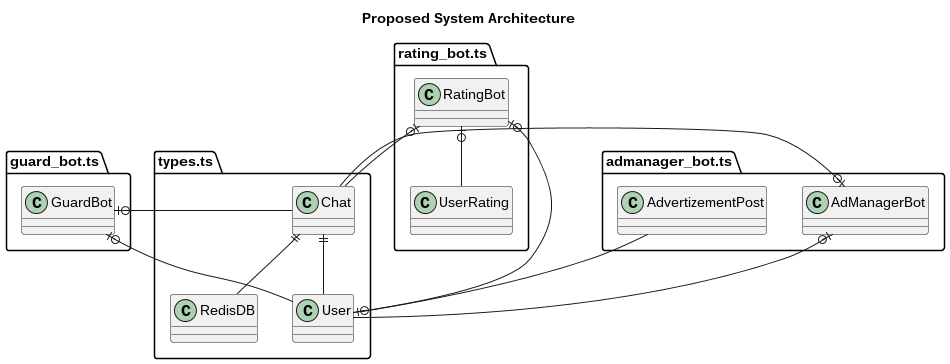 Proposed System Architecture
rating_bot.ts
C RatingBot
guard_bot.ts
types.ts
admanager_bot.ts
C GuardBot
C Chat
C UserRating
C AdvertizementPost
C AdManagerBot
C RedisDB
C User